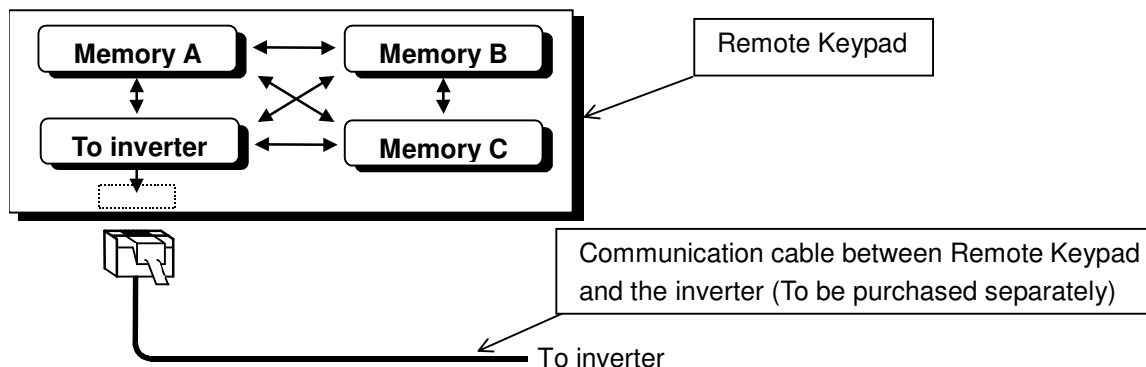 Memory A
Memory B
Remote Keypad
To inverter
Memory C
Communication cable between Remote Keypad
and the inverter (To be purchased separately)
To inverter